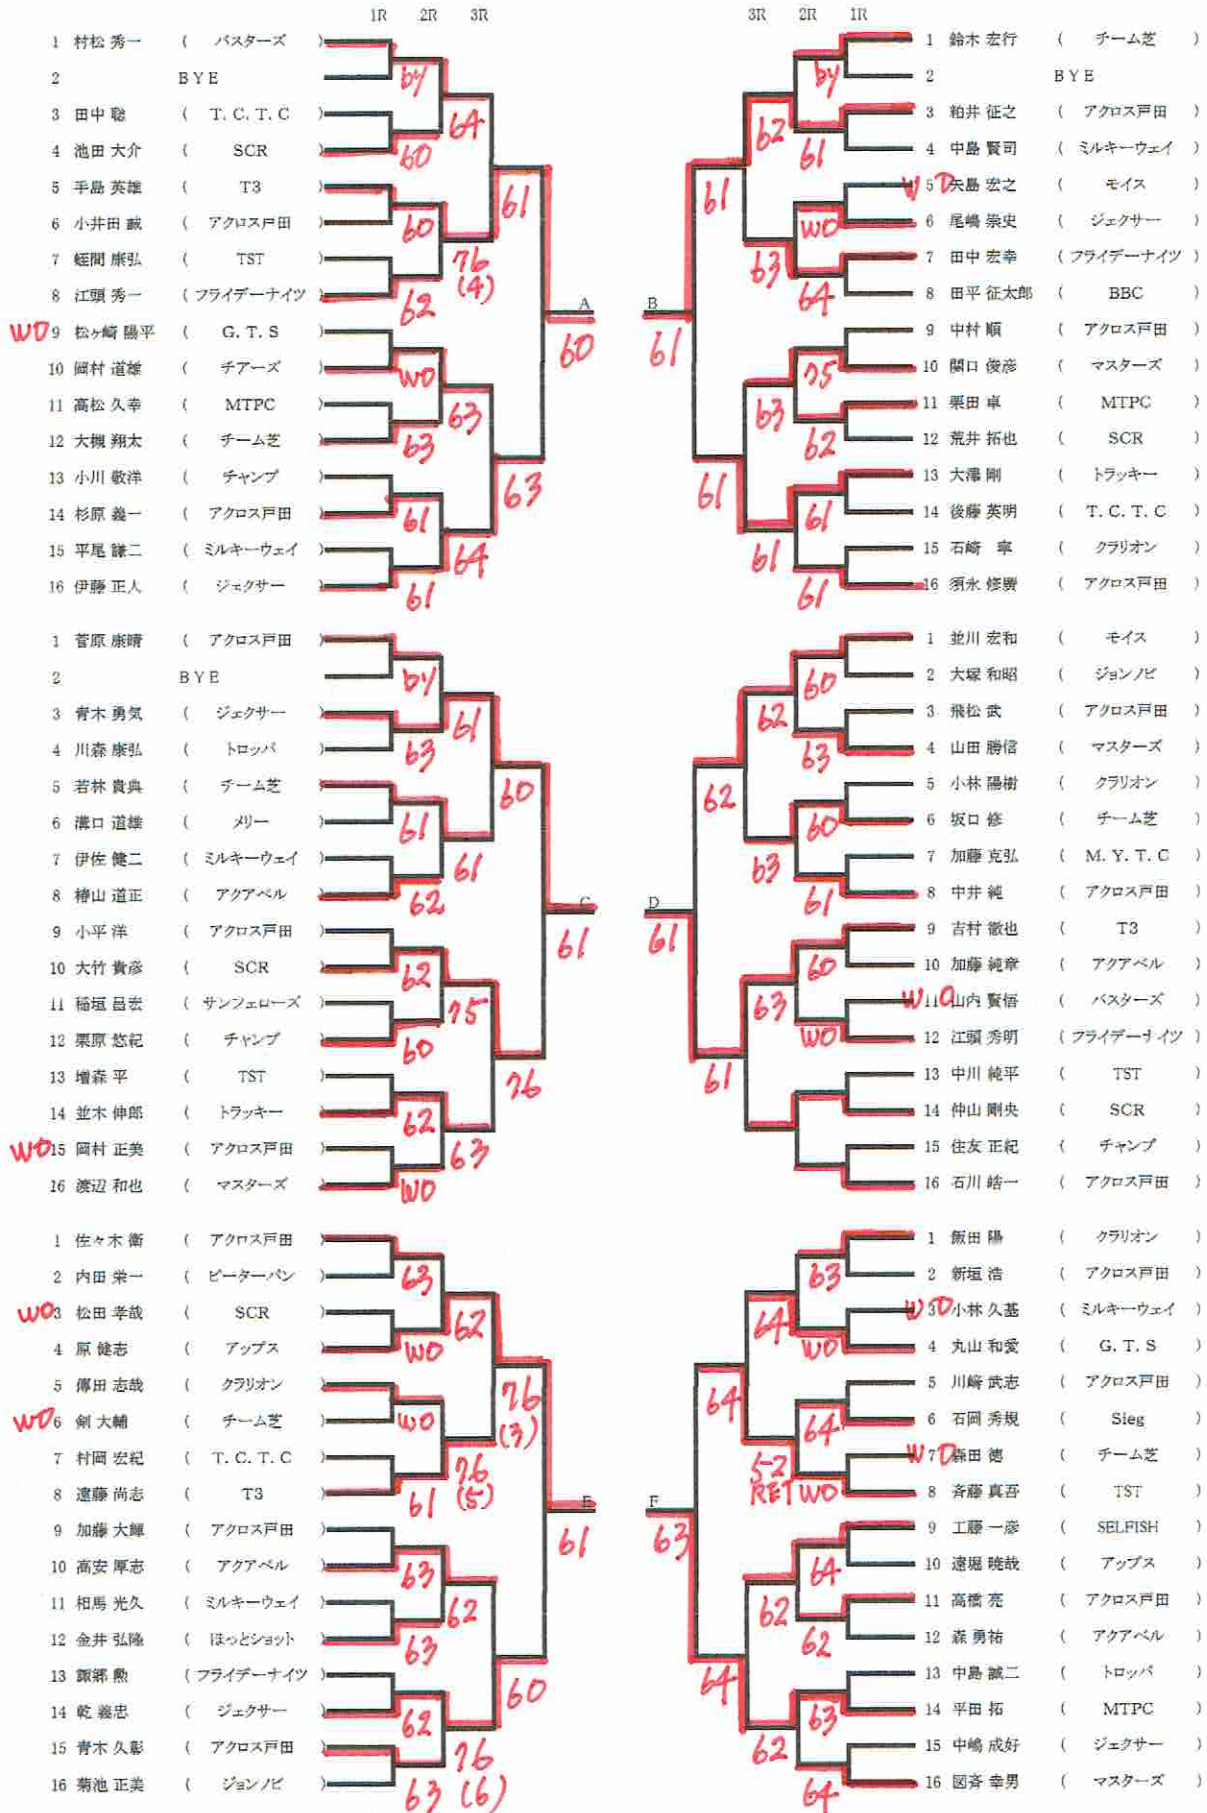 1R 2R 3R
1 村松 秀一 ( バスターズ )
2 BYE
by
3 田中 聡 ( T. C. T. C )
64
4 池田 大介 ( SCR )
60
5 手島 英雄 ( T3 )
61
6 小井田 誠 ( アクロス戸田 )
60
7 蛭間 康弘 ( TST )
76
(4)
8 江頭 秀一 ( フライデーナイツ )
62
A
60
WO 9 松ヶ崎 陽平 ( G. T. S )
10 岡村 道雄 ( チアーズ )
WO
11 高松 久幸 ( MTPC )
63
12 大槻 翔太 ( チーム芝 )
63
13 小川 敬洋 ( チャンプ )
63
14 杉原 義一 ( アクロス戸田 )
61
15 平尾 謙二 ( ミルキーウェイ )
64
16 伊藤 正人 ( ジェクサー )
61
1 菅原 康晴 ( アクロス戸田 )
2 BYE
by
3 青木 勇気 ( ジェクサー )
61
4 川森 康弘 ( トロッパ )
63
5 若林 貴典 ( チーム芝 )
60
6 溝口 道雄 ( メリー )
61
7 伊佐 健二 ( ミルキーウェイ )
61
8 椿山 道正 ( アクアベル )
62
C
61
9 小平 洋 ( アクロス戸田 )
10 大竹 貴彦 ( SCR )
62
11 稲垣 昌宏 ( サンフェローズ )
75
12 栗原 悠紀 ( チャンプ )
60
13 増森 平 ( TST )
76
14 並木 伸郎 ( トラッキー )
62
WO 15 岡村 正美 ( アクロス戸田 )
63
16 渡辺 和也 ( マスターズ )
WO
1 佐々木 衛 ( アクロス戸田 )
2 内田 栄一 ( ピーターパン )
63
WO 3 松田 孝哉 ( SCR )
62
4 原 健志 ( アップス )
WO
5 傳田 志哉 ( クラリオン )
76
(3)
WO 6 剣 大輔 ( チーム芝 )
WO
7 村岡 宏紀 ( T. C. T. C )
76
(5)
8 遠藤 尚志 ( T3 )
61
E
61
9 加藤 大輝 ( アクロス戸田 )
10 高安 厚志 ( アクアベル )
63
11 相馬 光久 ( ミルキーウェイ )
62
12 金井 弘隆 ( ほっとショット )
63
13 諏郷 勲 ( フライデーナイツ )
60
14 乾 義忠 ( ジェクサー )
62
15 青木 久彰 ( アクロス戸田 )
76
(6)
16 菊池 正美 ( ジョンノビ )
63
3R 2R 1R
1 鈴木 宏行 ( チーム芝 )
2 BYE
by
3 粕井 征之 ( アクロス戸田 )
62
4 中島 賢司 ( ミルキーウェイ )
61
WO 5 矢島 宏之 ( モイス )
61
6 尾嶋 崇史 ( ジェクサー )
WO
7 田中 宏幸 ( フライデーナイツ )
63
8 田平 征太郎 ( BBC )
64
B
61
9 中村 順 ( アクロス戸田 )
10 関口 俊彦 ( マスターズ )
75
11 栗田 卓 ( MTPC )
63
12 荒井 拓也 ( SCR )
62
13 大澤 剛 ( トラッキー )
61
14 後藤 英明 ( T. C. T. C )
61
15 石崎 寧 ( クラリオン )
61
16 須永 修廣 ( アクロス戸田 )
61
1 並川 宏和 ( モイス )
2 大塚 和昭 ( ジョンノビ )
60
3 飛松 武 ( アクロス戸田 )
62
4 山田 勝信 ( マスターズ )
63
5 小林 陽樹 ( クラリオン )
62
6 坂口 修 ( チーム芝 )
60
7 加藤 克弘 ( M. Y. T. C )
63
8 中井 純 ( アクロス戸田 )
61
D
61
9 吉村 徹也 ( T3 )
10 加藤 純章 ( アクアベル )
60
WO 11 山内 賢悟 ( バスターズ )
63
12 江頭 秀明 ( フライデーナイツ )
WO
13 中川 純平 ( TST )
61
14 仲山 剛央 ( SCR )
15 住友 正紀 ( チャンプ )
16 石川 皓一 ( アクロス戸田 )
1 飯田 陽 ( クラリオン )
2 新垣 浩 ( アクロス戸田 )
63
WO 3 小林 久基 ( ミルキーウェイ )
64
4 丸山 和愛 ( G. T. S )
WO
5 川崎 武志 ( アクロス戸田 )
64
6 石岡 秀規 ( Sieg )
64
WO 7 森田 徳 ( チーム芝 )
5-2
RET
8 斉藤 真吾 ( TST )
WO
F
63
9 工藤 一彦 ( SELFISH )
10 遠堀 暁哉 ( アップス )
64
11 高橋 亮 ( アクロス戸田 )
62
12 森 勇祐 ( アクアベル )
62
13 中島 誠二 ( トロッパ )
64
14 平田 拓 ( MTPC )
63
15 中嶋 成好 ( ジェクサー )
62
16 図斉 幸男 ( マスターズ )
64